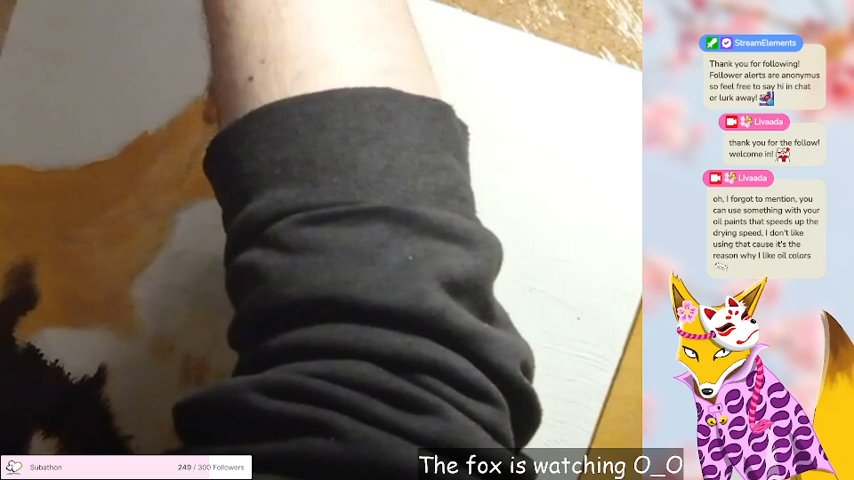 StreamElements
Thank you for following!
Follower alerts are anonymus
so feel free to say hi in chat
or lurk away!
Livaada
thank you for the follow!
welcome in!
Livaada
oh, I forgot to mention, you
can use something with your
oil paints that speeds up the
drying speed, I don't like
using that cause it's the
reason why I like oil colors
Subathon
249 / 300 Followers
The fox is watching O_O